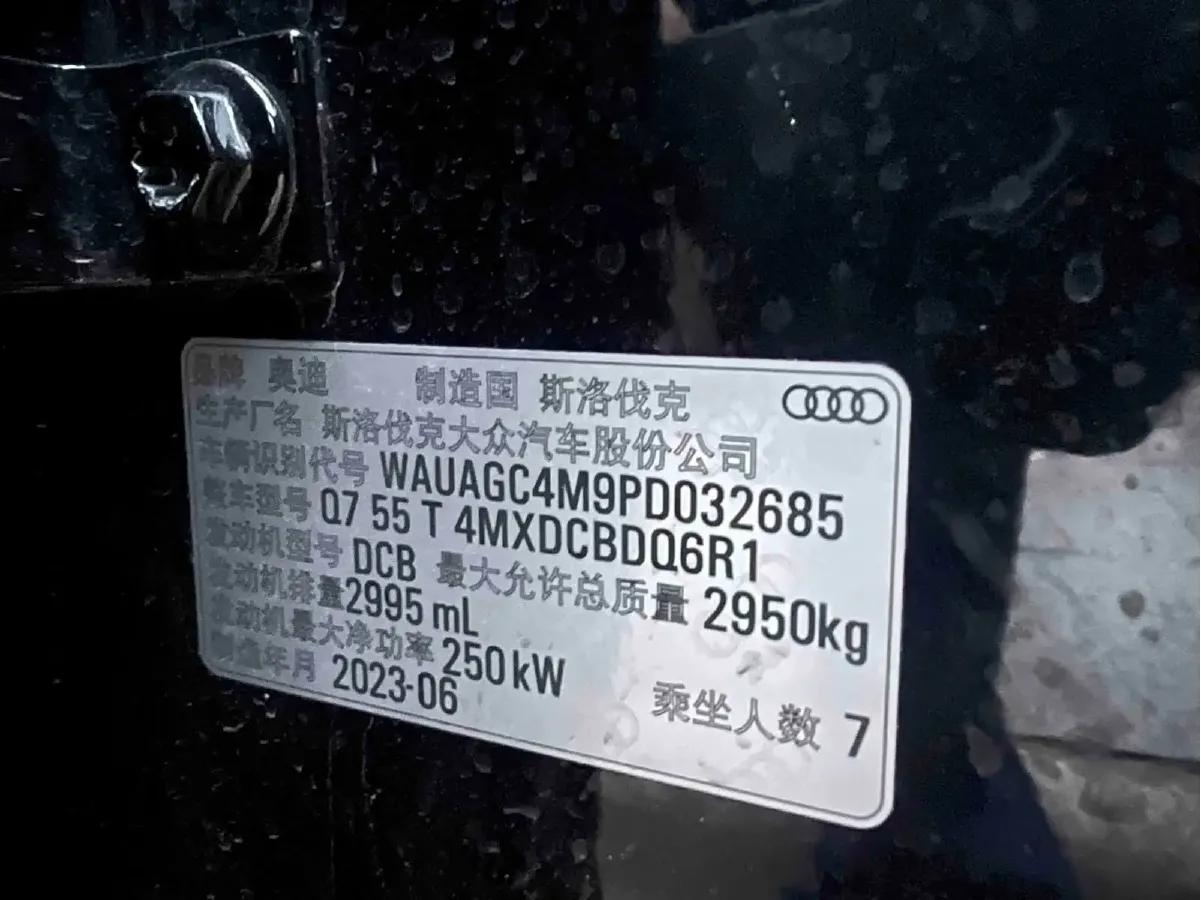 品牌 奥迪 制造国 斯洛伐克
生产厂名 斯洛伐克大众汽车股份公司
车辆识别代号 WAUAGC4M9PD032685
整车型号 Q7 55 T 4MXDCBDQ6R1
发动机型号 DCB 最大允许总质量 2950kg
发动机排量 2995 mL
发动机最大净功率 250 kW
制造年月 2023-06 乘坐人数 7